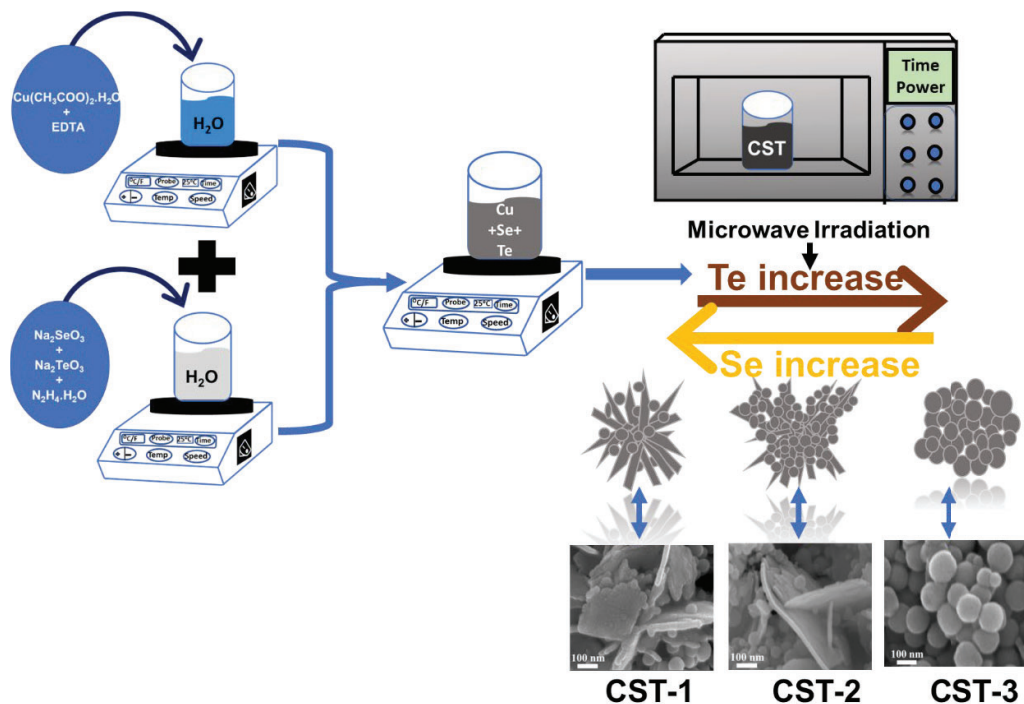 Cu(CH₃COO)₂.H₂O
+
EDTA
H₂O
°C/F
Probe
25°C
Time
+
−
Temp
Speed
Na₂SeO₃
+
Na₂TeO₃
+
N₂H₄.H₂O
H₂O
°C/F
Probe
25°C
Time
+
−
Temp
Speed
Cu
+Se+
Te
°C/F
Probe
25°C
Time
+
−
Temp
Speed
Time
Power
CST
Microwave Irradiation
Te increase
Se increase
100 nm
100 nm
100 nm
CST-1
CST-2
CST-3